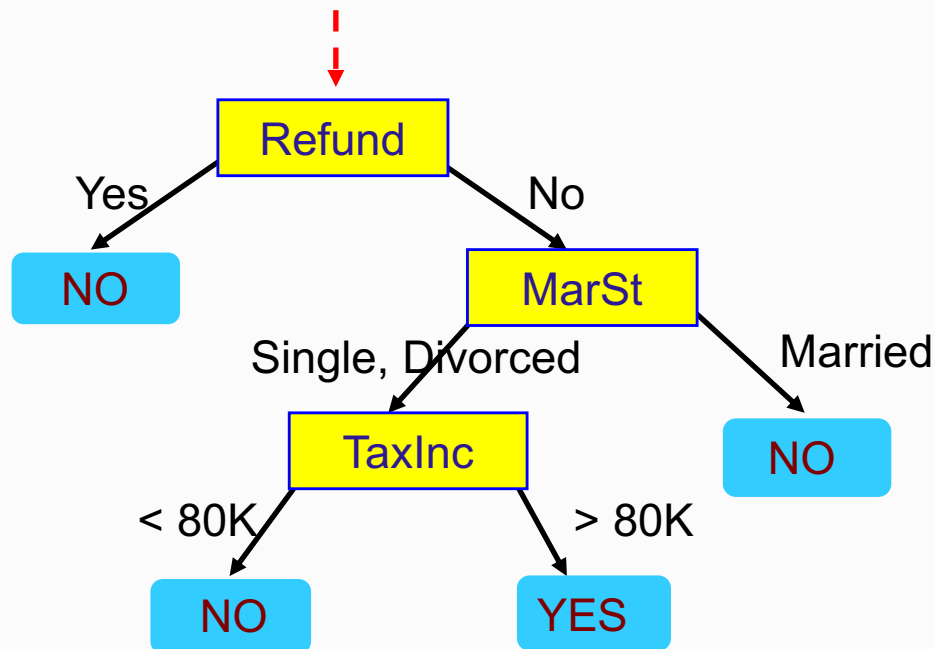 Refund
Yes
No
NO
MarSt
Single, Divorced
Married
TaxInc
NO
< 80K
> 80K
NO
YES